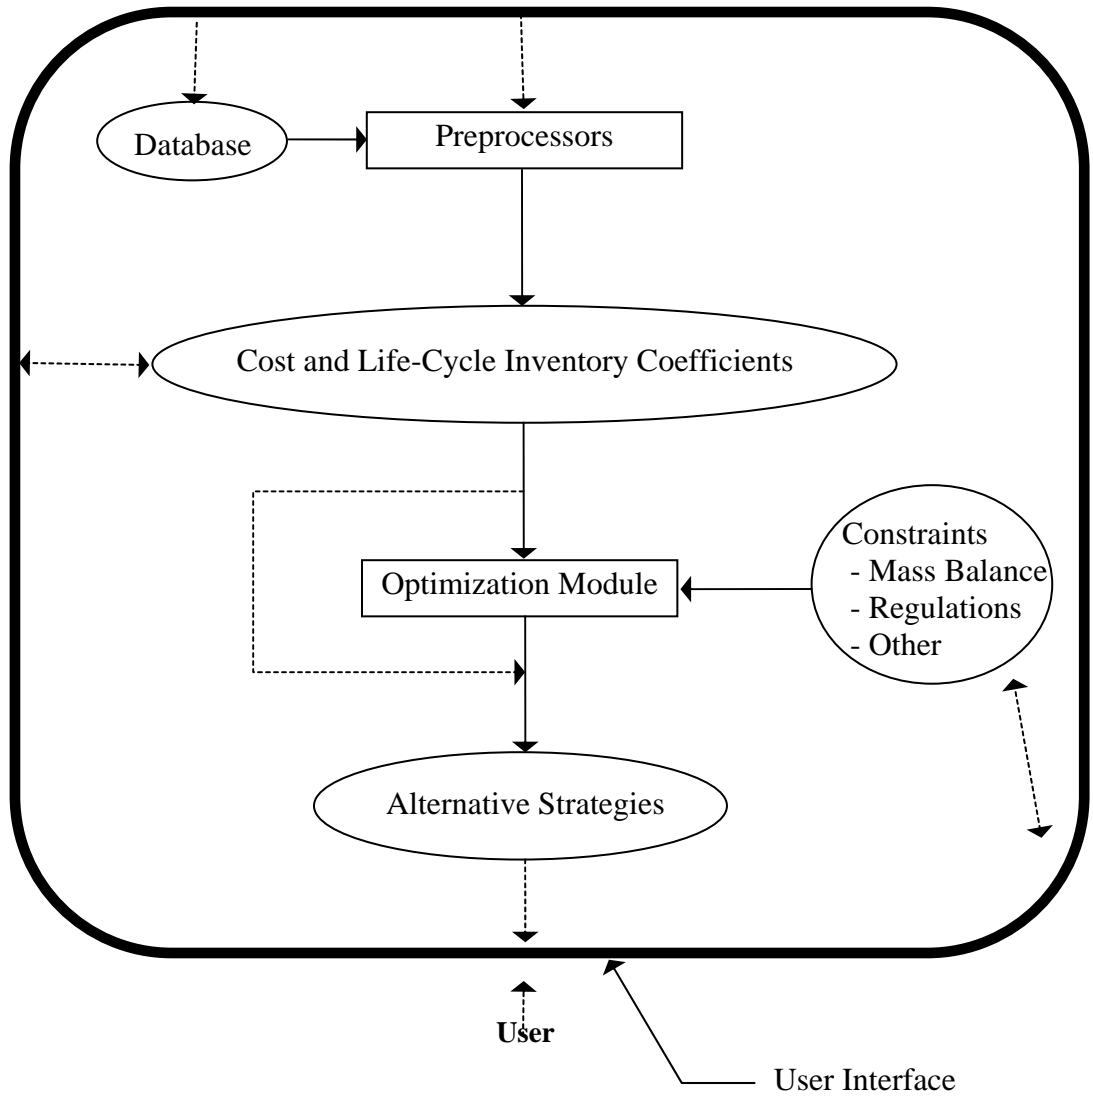 Database
Preprocessors
Cost and Life-Cycle Inventory Coefficients
Constraints
- Mass Balance
- Regulations
- Other
Optimization Module
Alternative Strategies
User
User Interface